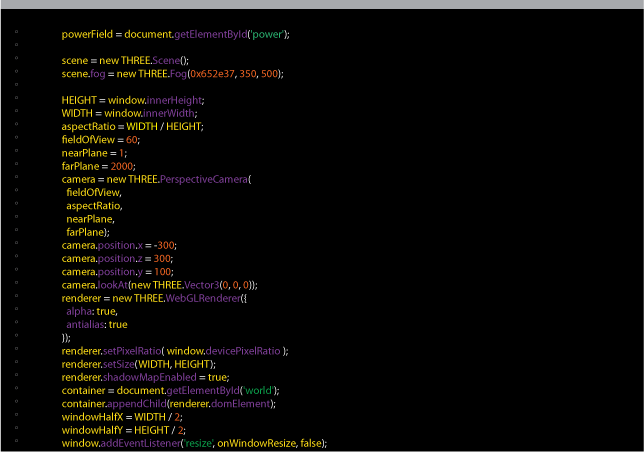 powerField = document.getElementById('power');
scene = new THREE.Scene();
scene.fog = new THREE.Fog(0x652e37, 350, 500);
HEIGHT = window.innerHeight;
WIDTH = window.innerWidth;
aspectRatio = WIDTH / HEIGHT;
fieldOfView = 60;
nearPlane = 1;
farPlane = 2000;
camera = new THREE.PerspectiveCamera(
fieldOfView,
aspectRatio,
nearPlane,
farPlane);
camera.position.x = -300;
camera.position.z = 300;
camera.position.y = 100;
camera.lookAt(new THREE.Vector3(0, 0, 0));
renderer = new THREE.WebGLRenderer({
alpha: true,
antialias: true
});
renderer.setPixelRatio( window.devicePixelRatio );
renderer.setSize(WIDTH, HEIGHT);
renderer.shadowMapEnabled = true;
container = document.getElementById('world');
container.appendChild(renderer.domElement);
windowHalfX = WIDTH / 2;
windowHalfY = HEIGHT / 2;
window.addEventListener('resize', onWindowResize, false);